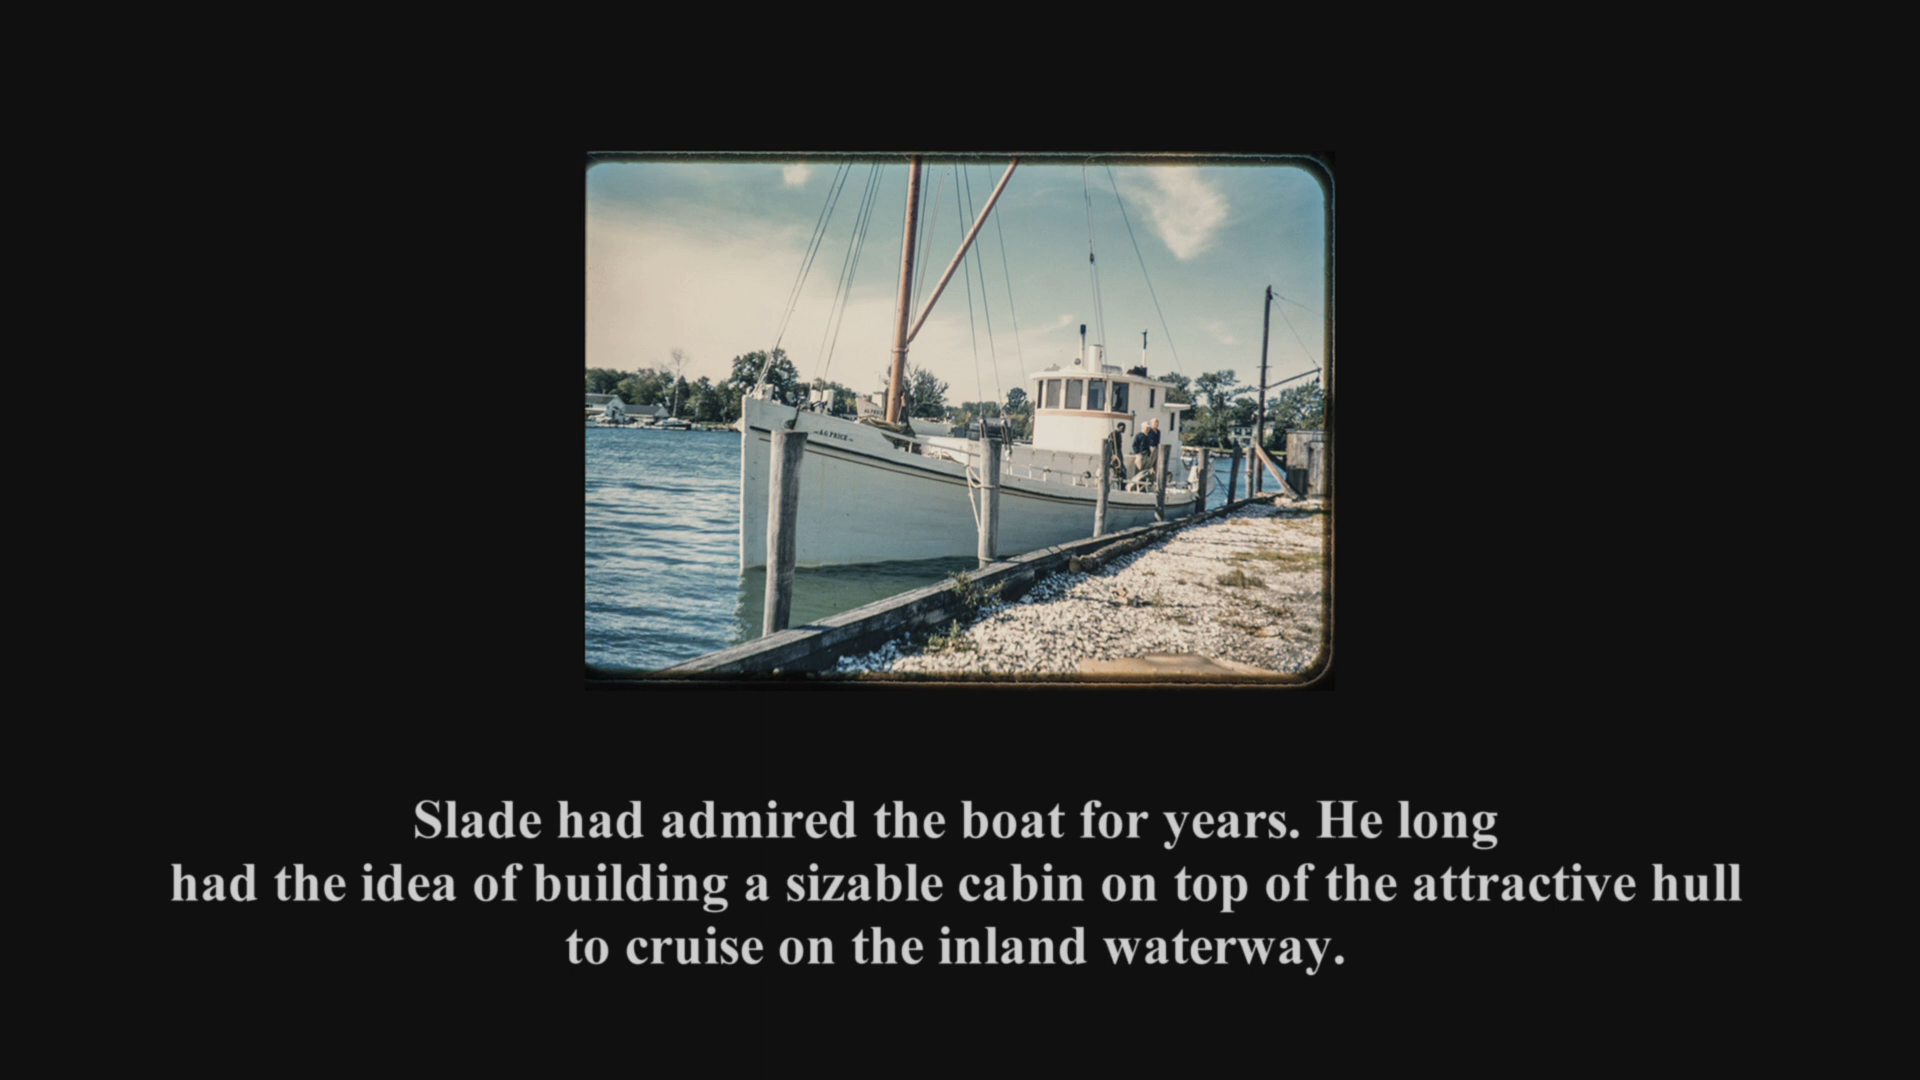 A.G.PRICE
Slade had admired the boat for years. He long
had the idea of building a sizable cabin on top of the attractive hull
to cruise on the inland waterway.